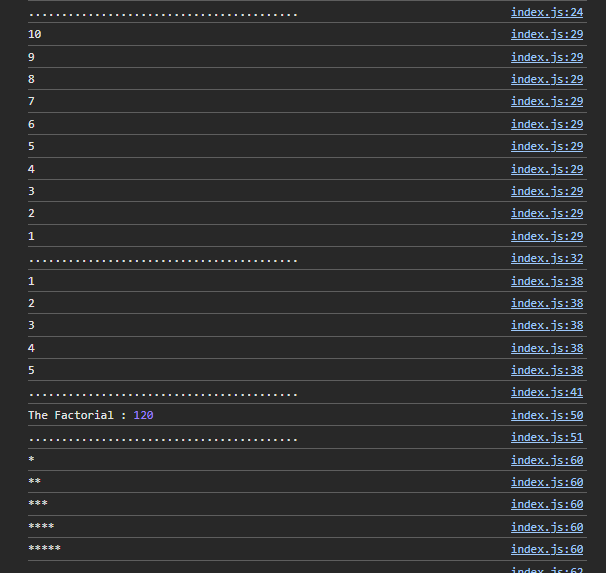 ......................................... index.js:24
10 index.js:29
9 index.js:29
8 index.js:29
7 index.js:29
6 index.js:29
5 index.js:29
4 index.js:29
3 index.js:29
2 index.js:29
1 index.js:29
......................................... index.js:32
1 index.js:38
2 index.js:38
3 index.js:38
4 index.js:38
5 index.js:38
......................................... index.js:41
The Factorial : 120 index.js:50
......................................... index.js:51
* index.js:60
** index.js:60
*** index.js:60
**** index.js:60
***** index.js:60
index.js:62